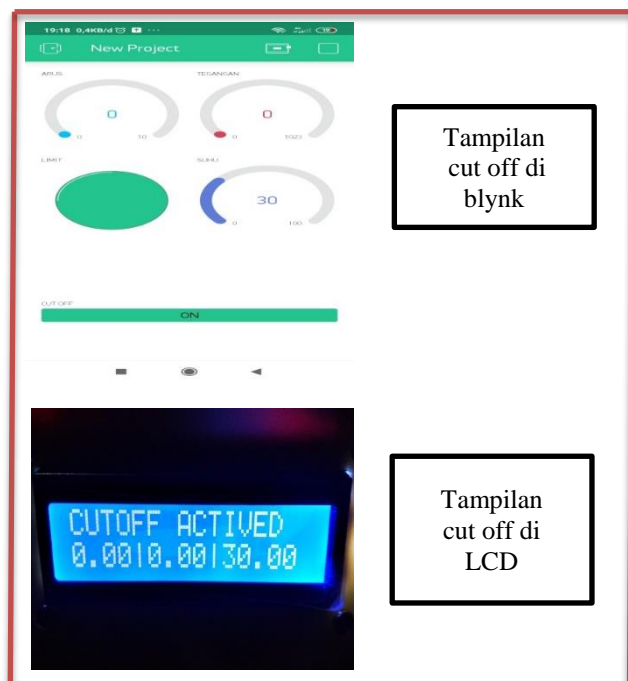 19:18 0,4KB/d
New Project
ARUS
TEGANGAN
0
0
0 10
0 1023
LIMIT
SUHU
30
0 100
CUT OFF
ON
Tampilan
cut off di
blynk
CUTOFF ACTIVED
0.00|0.00|30.00
Tampilan
cut off di
LCD